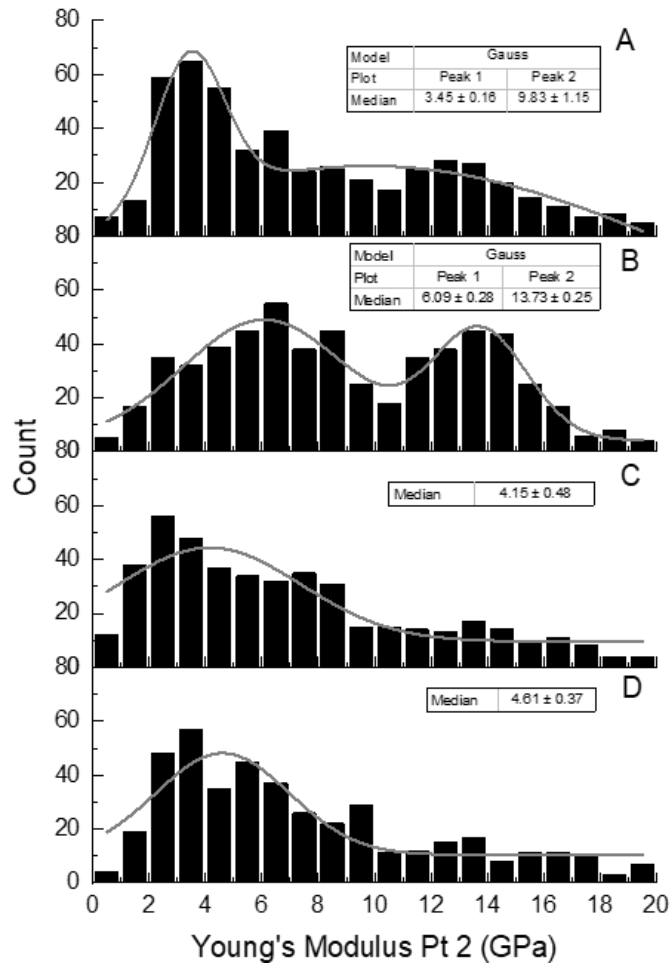 80
A
Model Gauss
Plot Peak 1 Peak 2
Median 3.45 ± 0.16 9.83 ± 1.15
60
40
20
80
B
Model Gauss
Plot Peak 1 Peak 2
Median 6.09 ± 0.28 13.73 ± 0.25
60
40
20
Count
80
C
Median 4.15 ± 0.48
60
40
20
80
D
Median 4.61 ± 0.37
60
40
20
0
0 2 4 6 8 10 12 14 16 18 20
Young's Modulus Pt 2 (GPa)